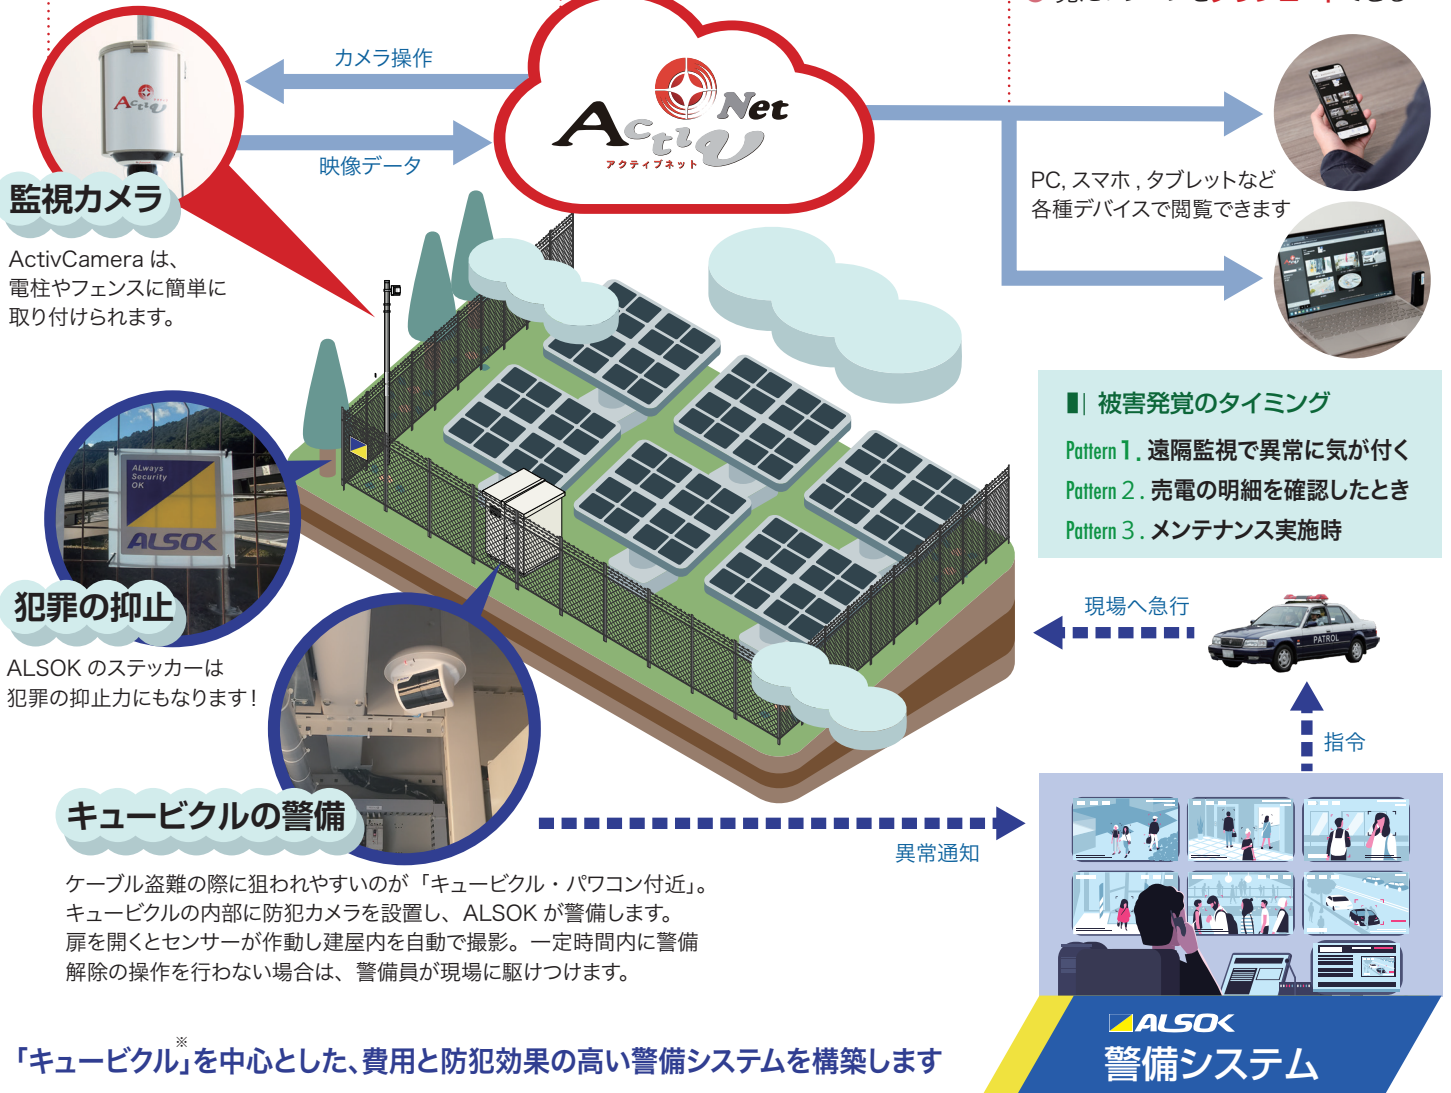 カメラ操作
映像データ
Activ Net
アクティブネット
Activ
監視カメラ
ActivCamera は、
電柱やフェンスに簡単に
取り付けられます。
PC, スマホ , タブレットなど
各種デバイスで閲覧できます
被害発覚のタイミング
Pattern 1. 遠隔監視で異常に気が付く
Pattern 2. 売電の明細を確認したとき
Pattern 3. メンテナンス実施時
ALways
Security
OK
ALSOK
犯罪の抑止
ALSOK のステッカーは
犯罪の抑止力にもなります！
現場へ急行
PATROL
指令
キュービクルの警備
異常通知
ケーブル盗難の際に狙われやすいのが「キュービクル・パワコン付近」。
キュービクルの内部に防犯カメラを設置し、ALSOK が警備します。
扉を開くとセンサーが作動し建屋内を自動で撮影。一定時間内に警備
解除の操作を行わない場合は、警備員が現場に駆けつけます。
「キュービクル※」を中心とした、費用と防犯効果の高い警備システムを構築します
ALSOK
警備システム